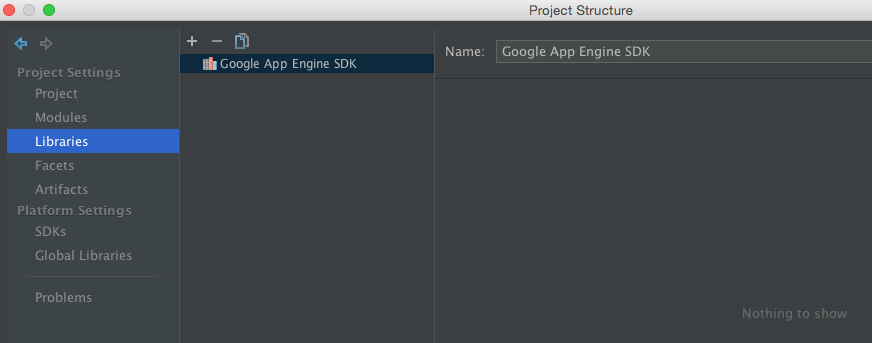 Project Structure
Project Settings
Project
Modules
Libraries
Facets
Artifacts
Platform Settings
SDKs
Global Libraries
Problems
Google App Engine SDK
Name: Google App Engine SDK
Nothing to show